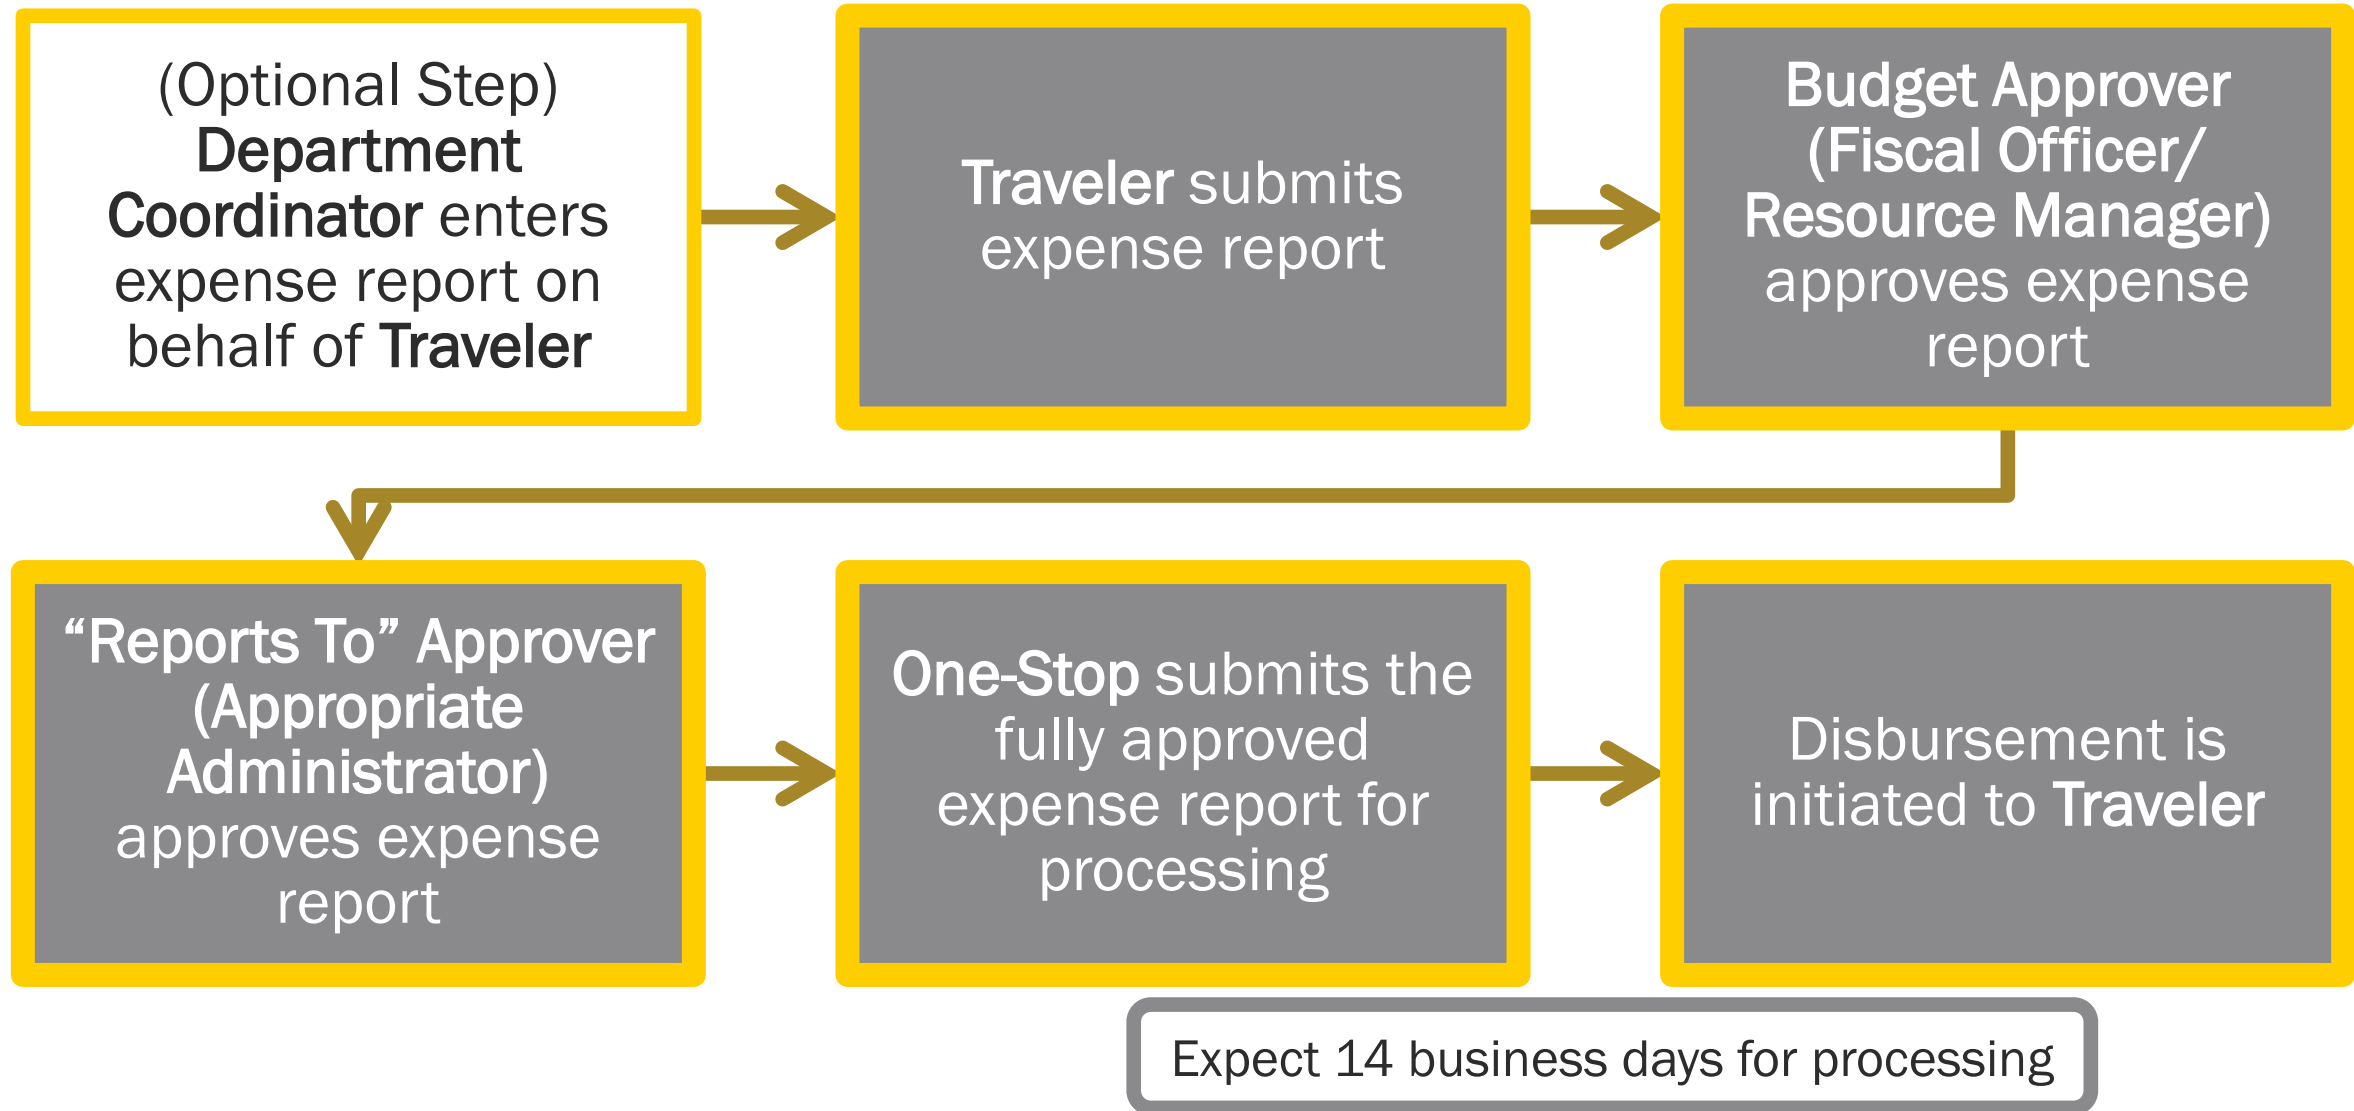 (Optional Step)
Department
Coordinator enters
expense report on
behalf of Traveler
Traveler submits
expense report
Budget Approver
(Fiscal Officer/
Resource Manager)
approves expense
report
“Reports To” Approver
(Appropriate
Administrator)
approves expense
report
One-Stop submits the
fully approved
expense report for
processing
Disbursement is
initiated to Traveler
Expect 14 business days for processing